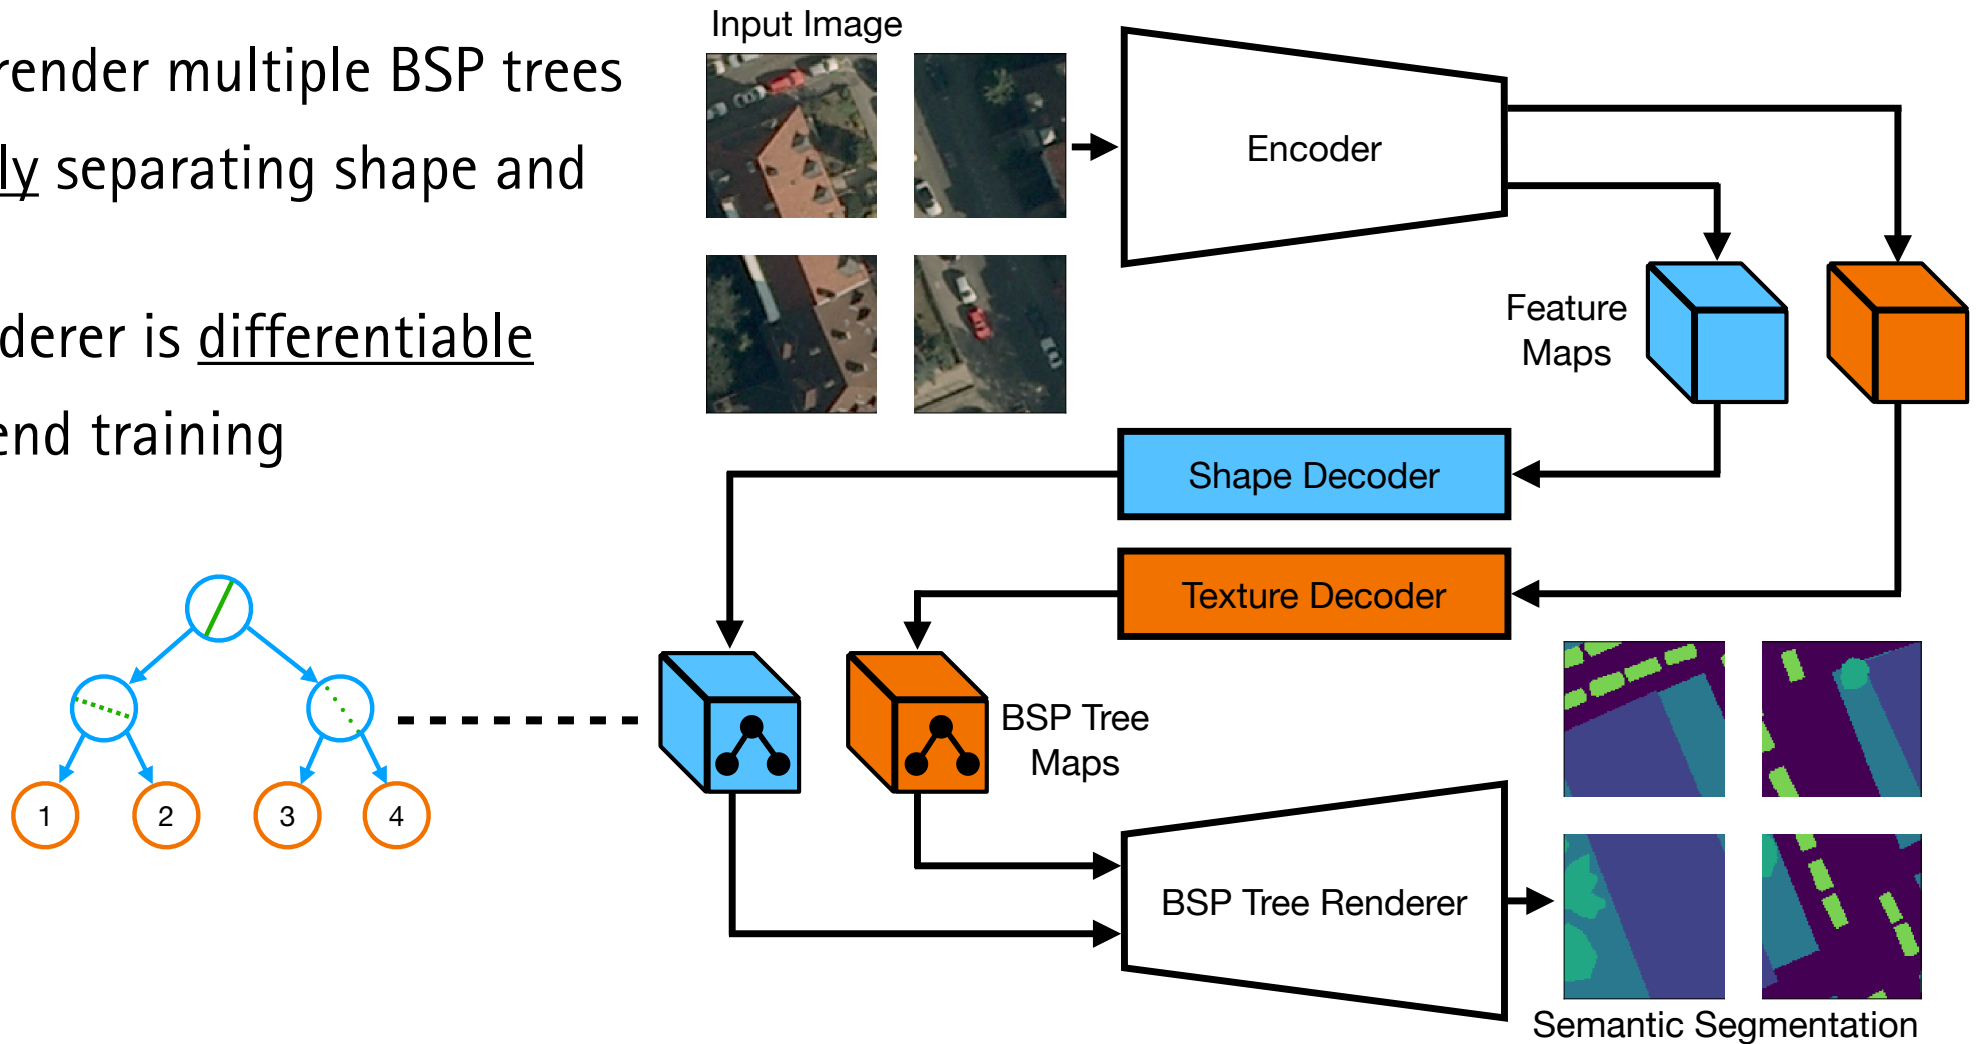 render multiple BSP trees
ly separating shape and
derer is differentiable
end training
Input Image
Encoder
Feature
Maps
Shape Decoder
Texture Decoder
BSP Tree
Maps
1 2 3 4
BSP Tree Renderer
Semantic Segmentation